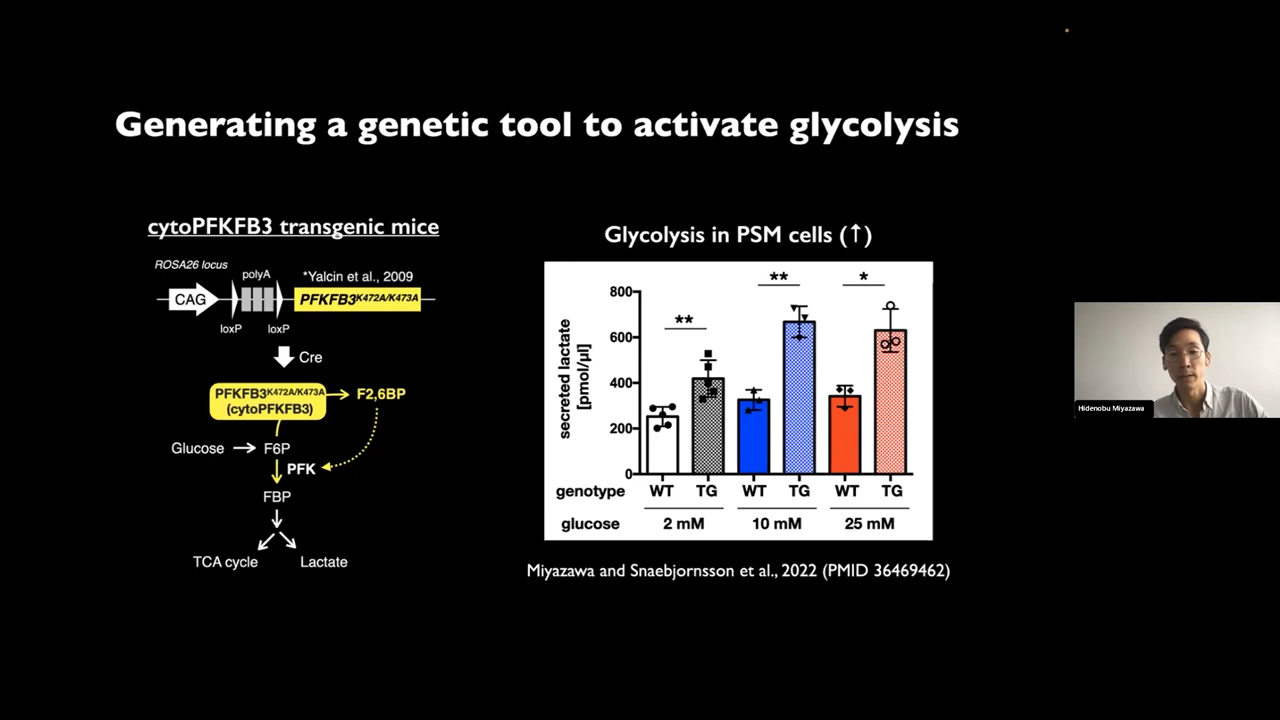 Generating a genetic tool to activate glycolysis
cytoPFKFB3 transgenic mice
ROSA26 locus
polyA
*Yalcin et al., 2009
CAG
PFKFB3K472A/K473A
loxP
loxP
Cre
PFKFB3K472A/K473A
(cytoPFKFB3)
F2,6BP
Glucose
F6P
PFK
FBP
TCA cycle
Lactate
Glycolysis in PSM cells (↑)
secreted lactate
[pmol/µl]
800
600
400
200
0
**
**
*
genotype WT TG WT TG WT TG
glucose 2 mM 10 mM 25 mM
Miyazawa and Snaebjornsson et al., 2022 (PMID 36469462)
Hidenobu Miyazawa